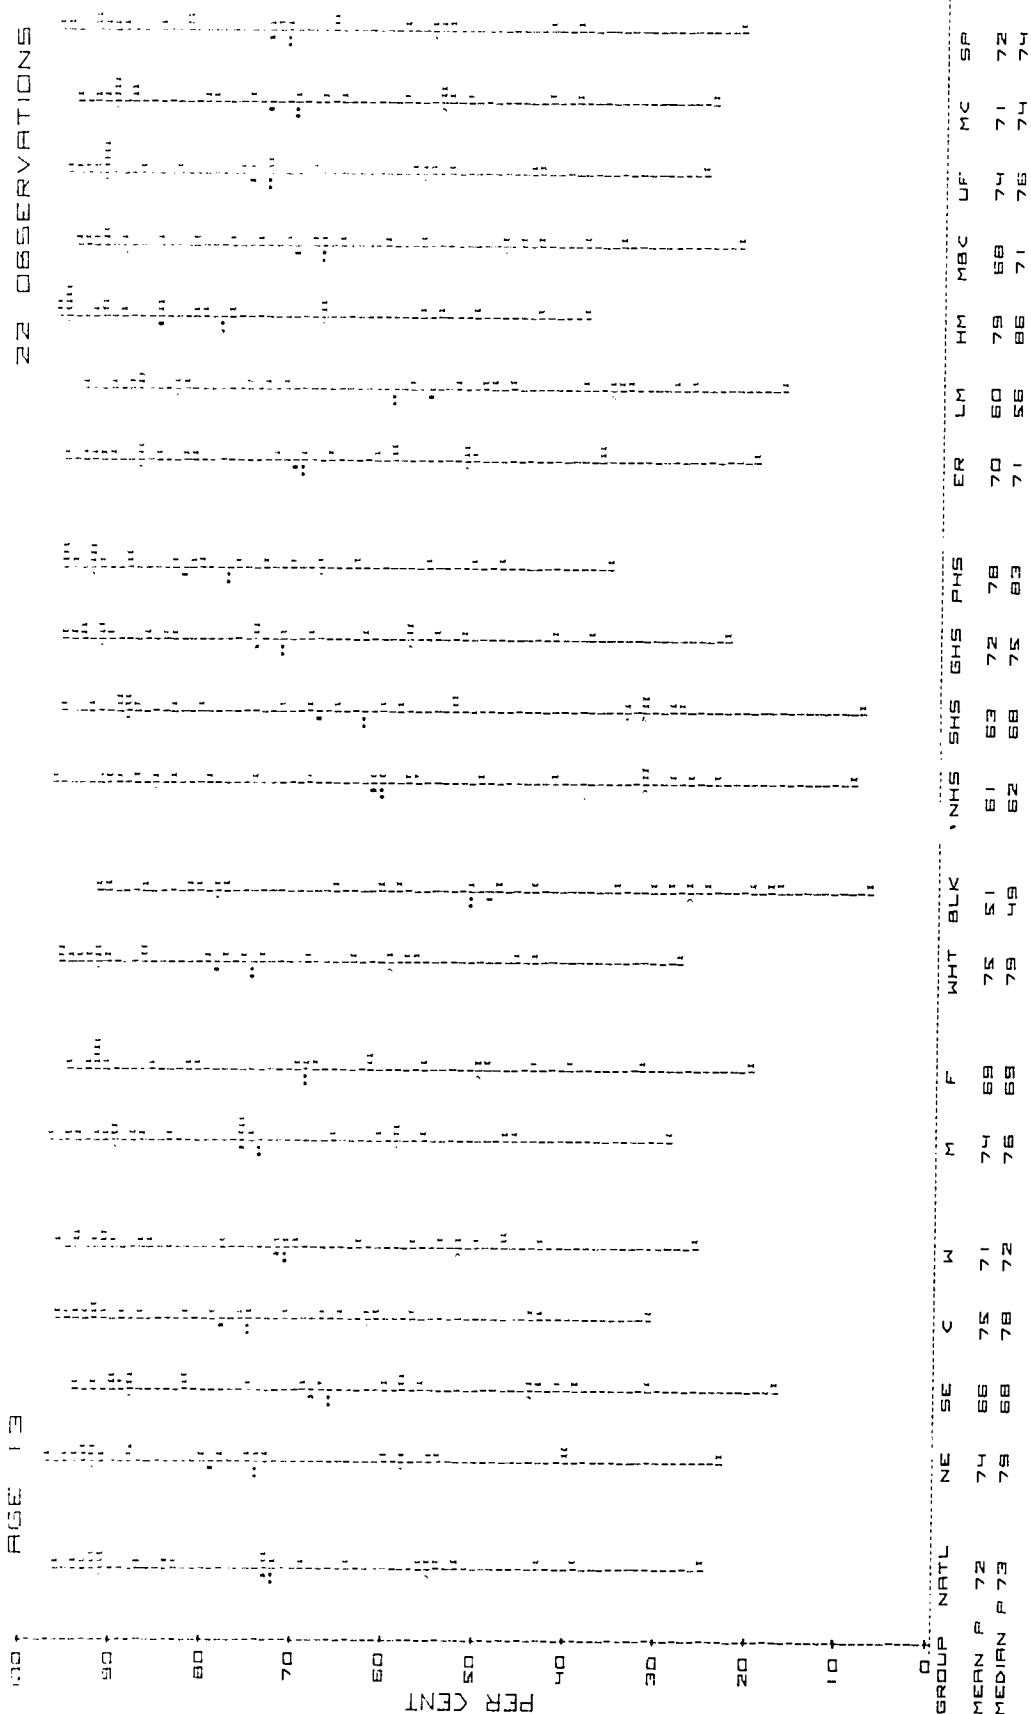 AGE 13
22 OBSERVATIONS
PER CENT
100
90
80
70
60
50
40
30
20
10
0
GROUP NATL NE SE C W M F WHT BLK NHS SHS GHS PHS ER LM HM MBC UF MC SP
MEAN P 72 74 66 75 71 74 69 75 51 61 63 72 78 70 60 79 68 74 71 72
MEDIAN P 73 79 68 78 72 76 69 79 49 62 68 75 83 71 56 86 71 76 74 74